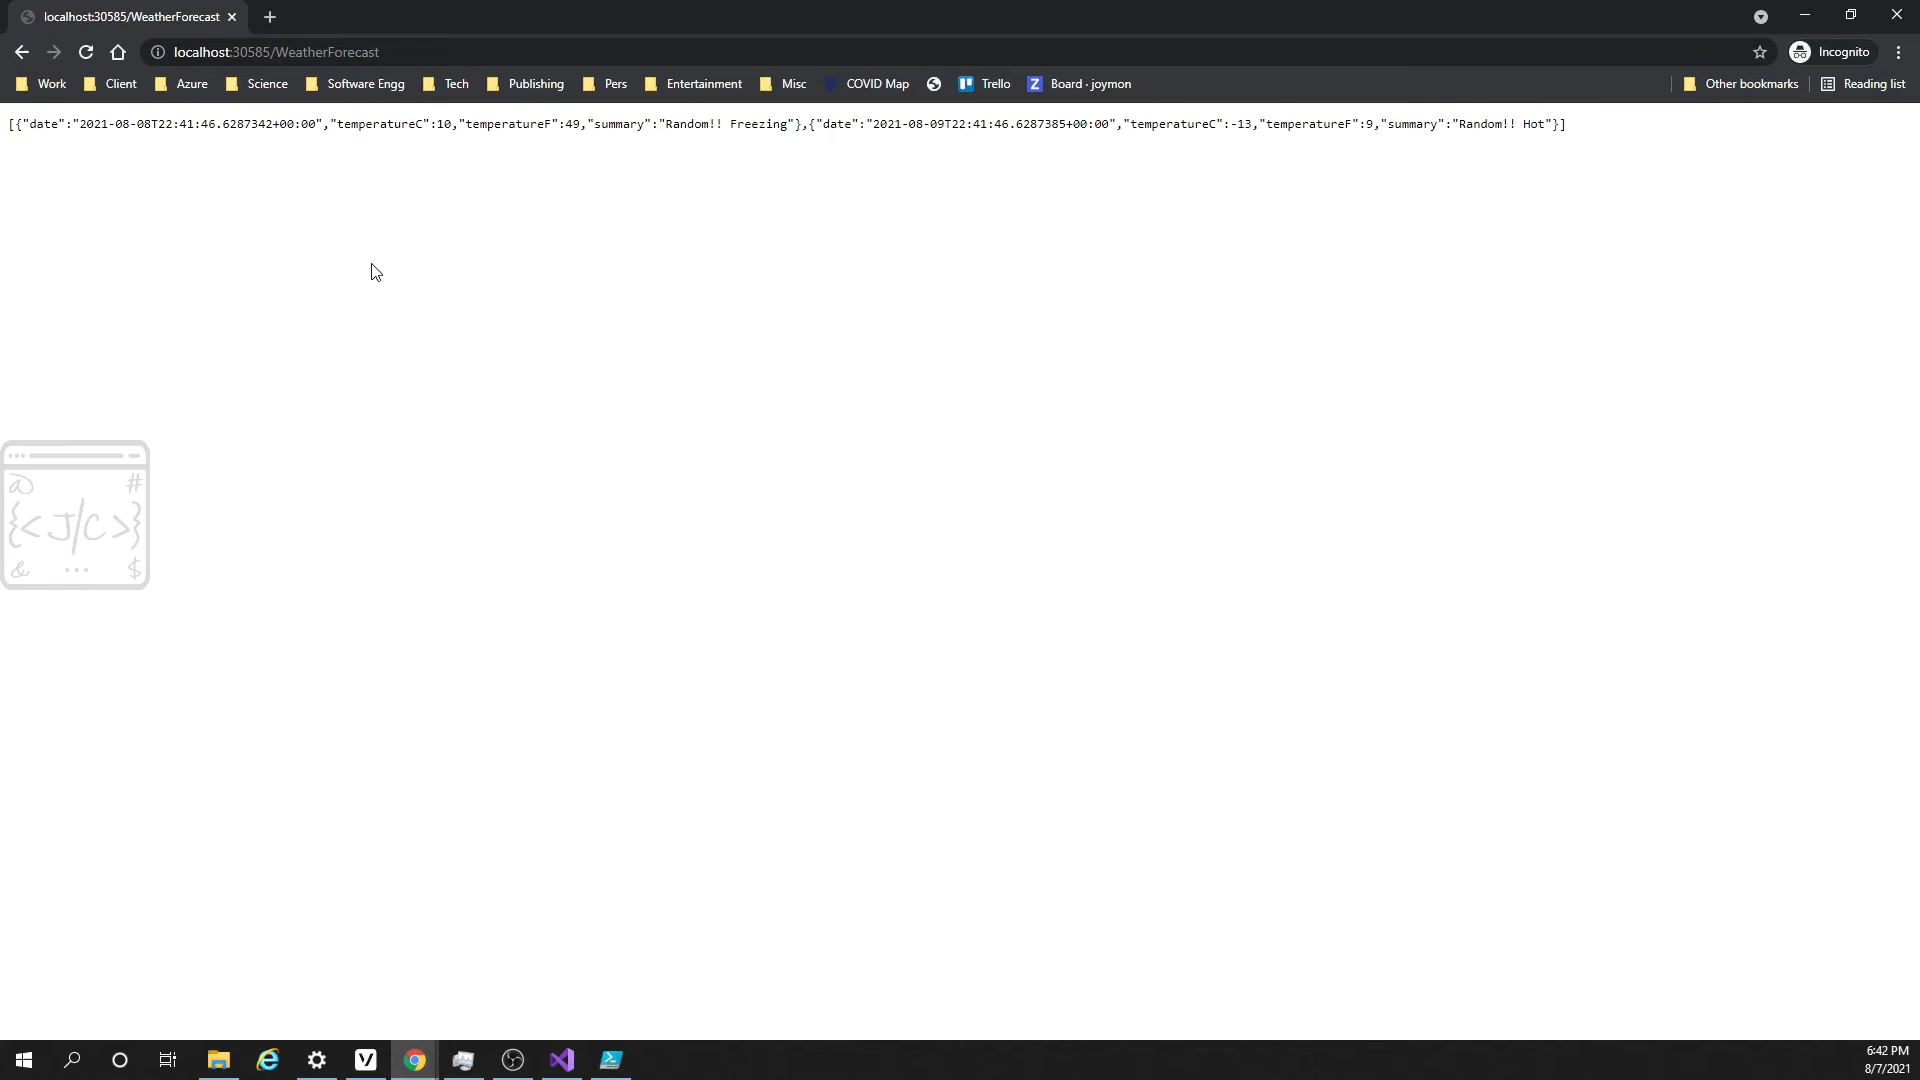 localhost:30585/WeatherForecast
localhost:30585/WeatherForecast
Incognito
Work Client Azure Science Software Engg Tech Publishing Pers Entertainment Misc COVID Map Trello Z Board · joymon Other bookmarks Reading list
[{"date":"2021-08-08T22:41:46.6287342+00:00","temperatureC":10,"temperatureF":49,"summary":"Random!! Freezing"},{"date":"2021-08-09T22:41:46.6287385+00:00","temperatureC":-13,"temperatureF":9,"summary":"Random!! Hot"}]
@ #
{< J/C >}
& ... $
6:42 PM
8/7/2021